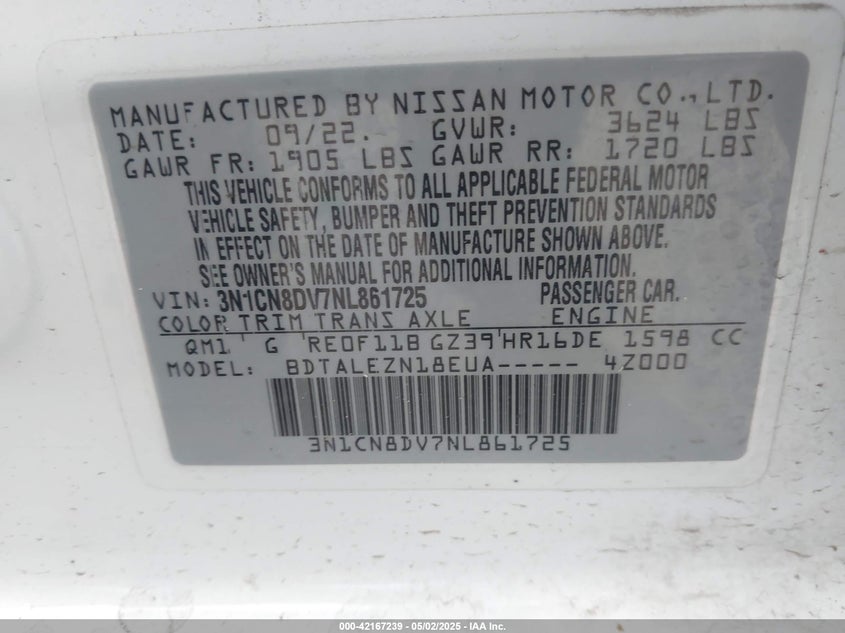 MANUFACTURED BY NISSAN MOTOR CO., LTD.
DATE: 09/22. GVWR: 3624 LBS
GAWR FR: 1905 LBS GAWR RR: 1720 LBS
THIS VEHICLE CONFORMS TO ALL APPLICABLE FEDERAL MOTOR
VEHICLE SAFETY, BUMPER AND THEFT PREVENTION STANDARDS
IN EFFECT ON THE DATE OF MANUFACTURE SHOWN ABOVE.
SEE OWNER'S MANUAL FOR ADDITIONAL INFORMATION.
VIN: 3N1CN8DV7NL861725 PASSENGER CAR.
COLOR TRIM TRANS AXLE ENGINE
QM1 G RE0F11B GZ39 HR16DE 1598 CC
MODEL: BDTALEZN18EUA----- 4Z000
3N1CN8DV7NL861725
000-42167239 - 05/02/2025 - IAA Inc.